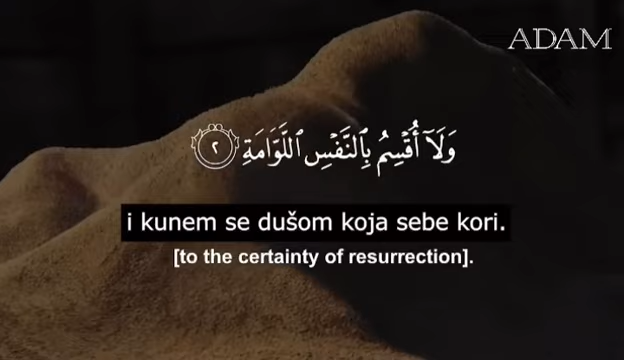 ADAM
وَلَآ أُقْسِمُ بِٱلنَّفْسِ ٱللَّوَّامَةِ ٢
i kunem se dušom koja sebe kori.
[to the certainty of resurrection].